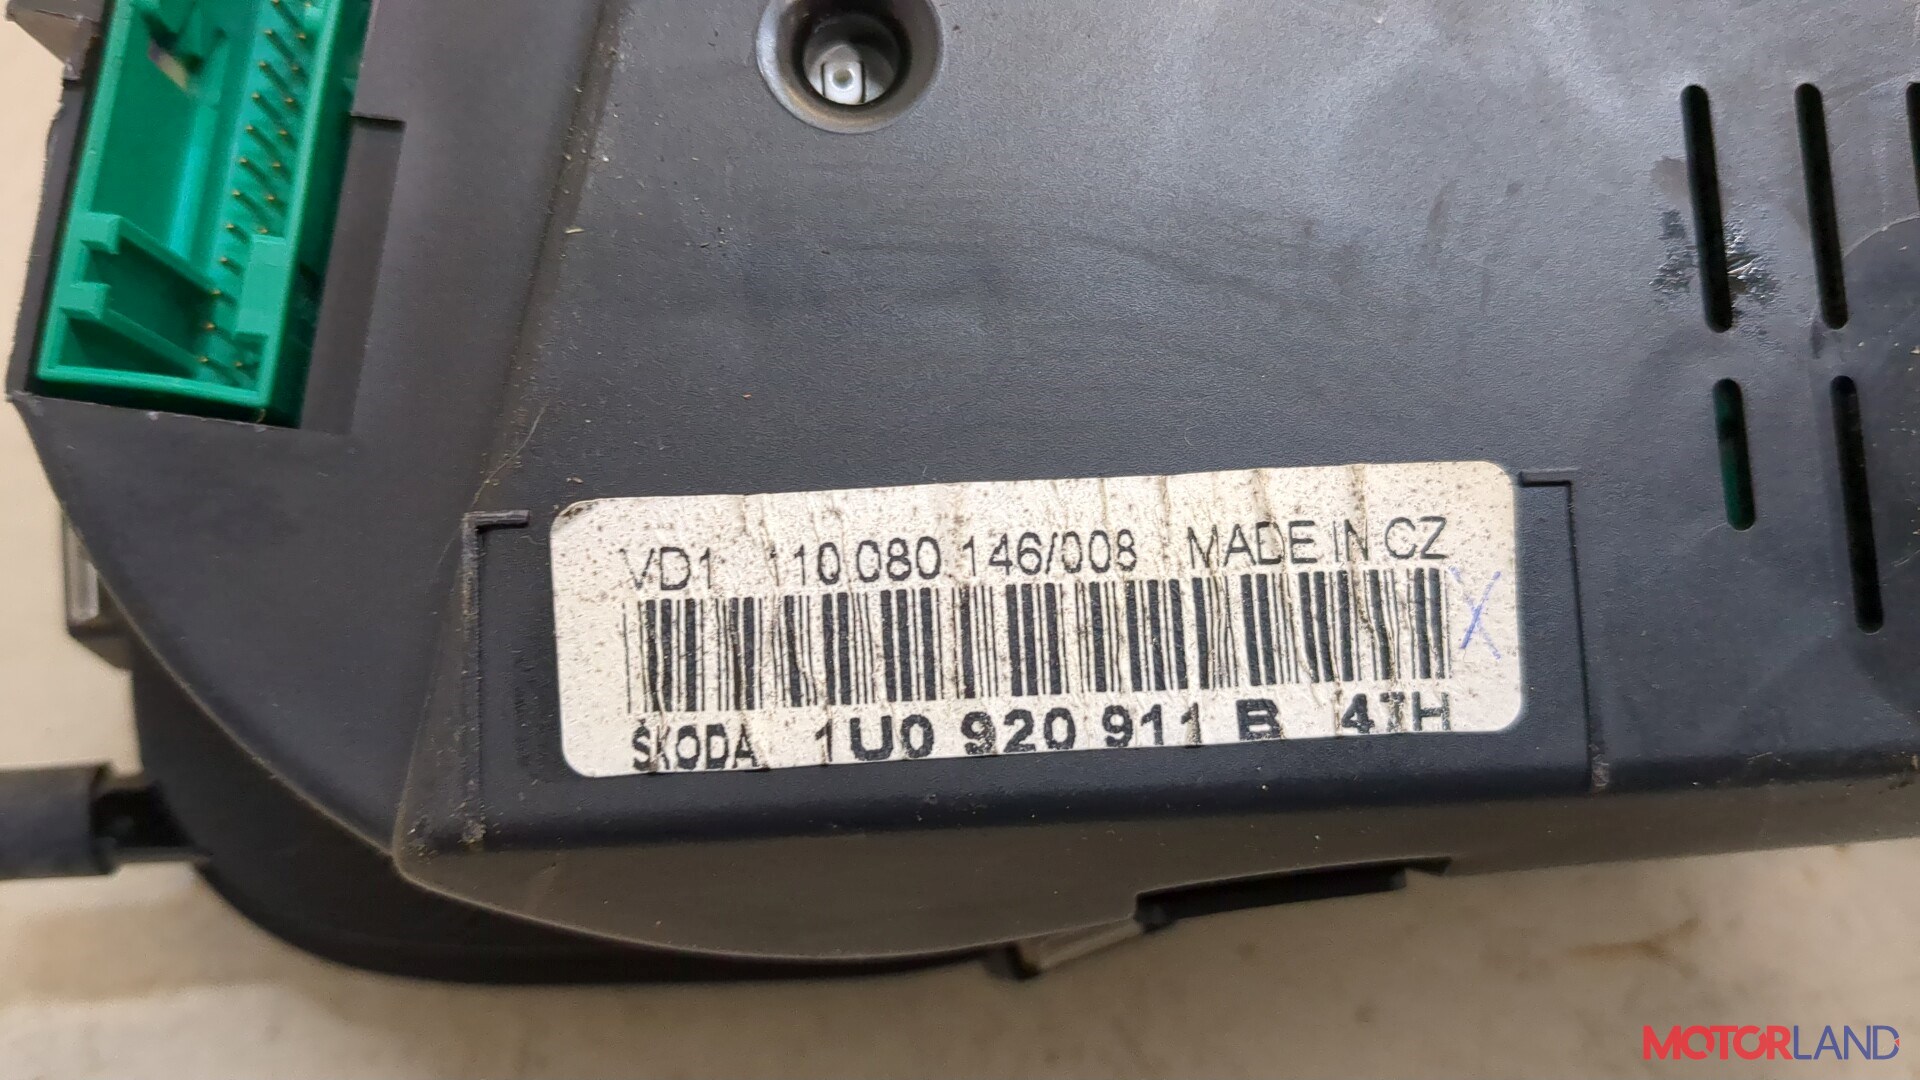 VD1 110 080 146/008 MADE IN CZ
X
ŠKODA 1U0 920 911 B 47H
MOTORLAND